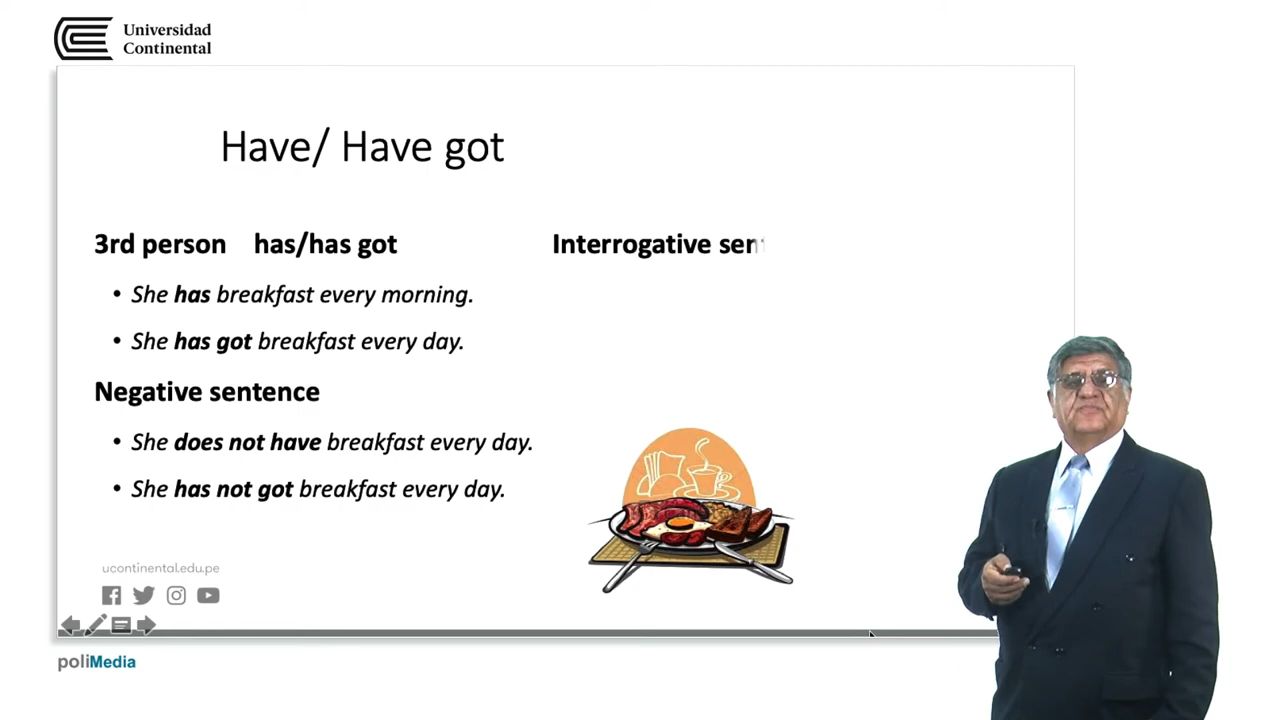 Universidad
Continental
Have/ Have got
3rd person has/has got
• She has breakfast every morning.
• She has got breakfast every day.
Negative sentence
• She does not have breakfast every day.
• She has not got breakfast every day.
Interrogative sen
ucontinental.edu.pe
poliMedia